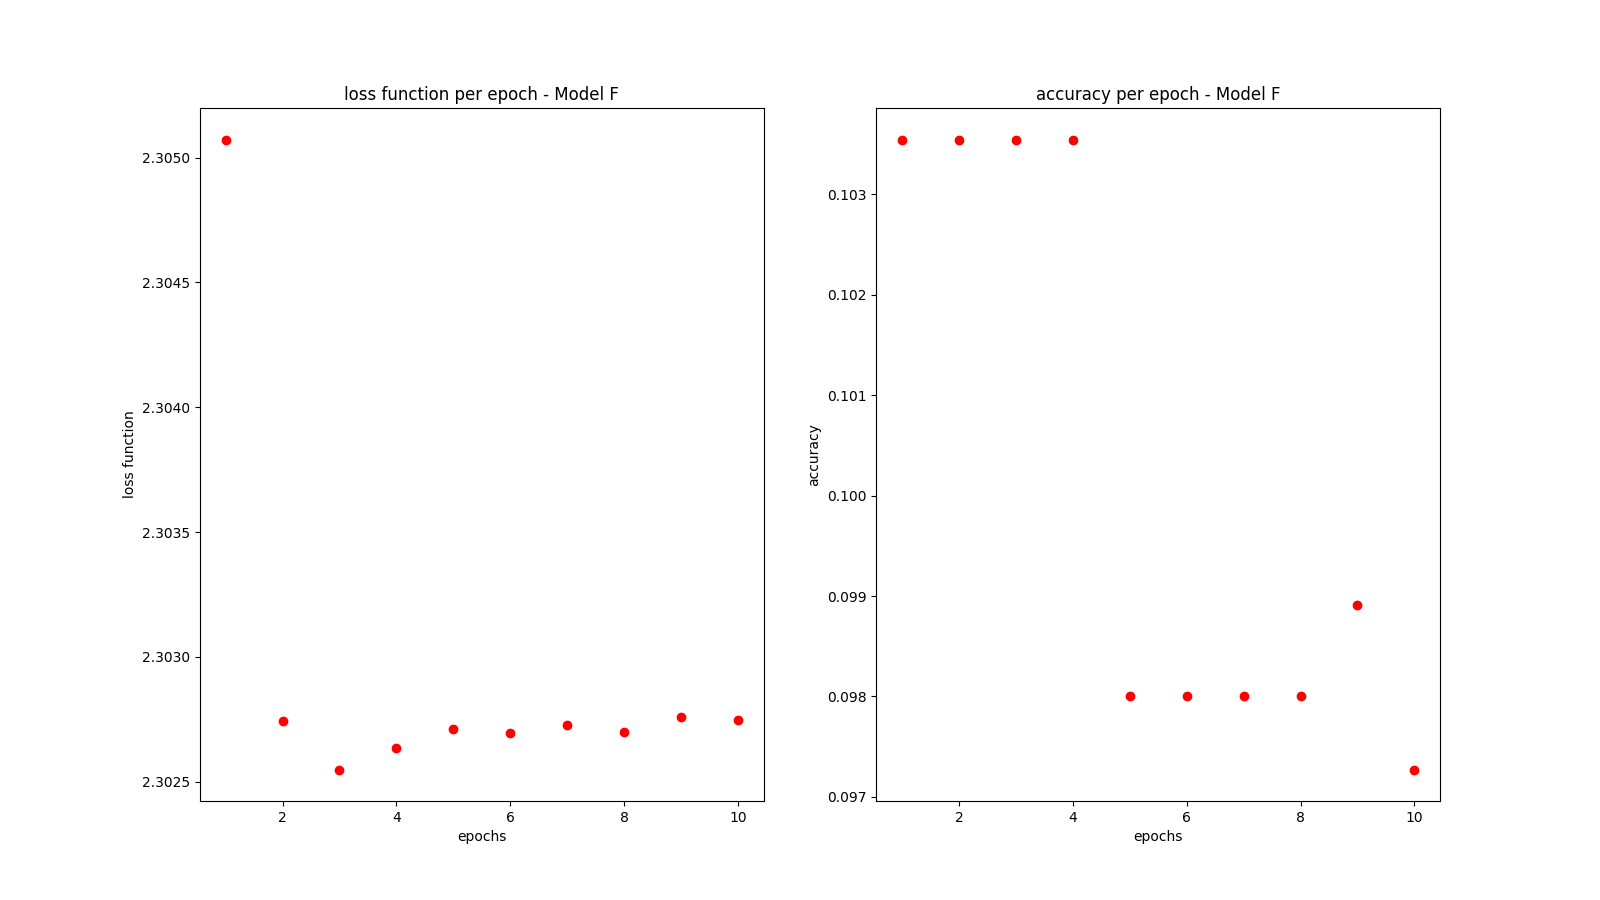 loss function per epoch - Model F
2.3050
2.3045
2.3040
2.3035
2.3030
2.3025
loss function
2 4 6 8 10
epochs
accuracy per epoch - Model F
0.103
0.102
0.101
0.100
0.099
0.098
0.097
accuracy
2 4 6 8 10
epochs